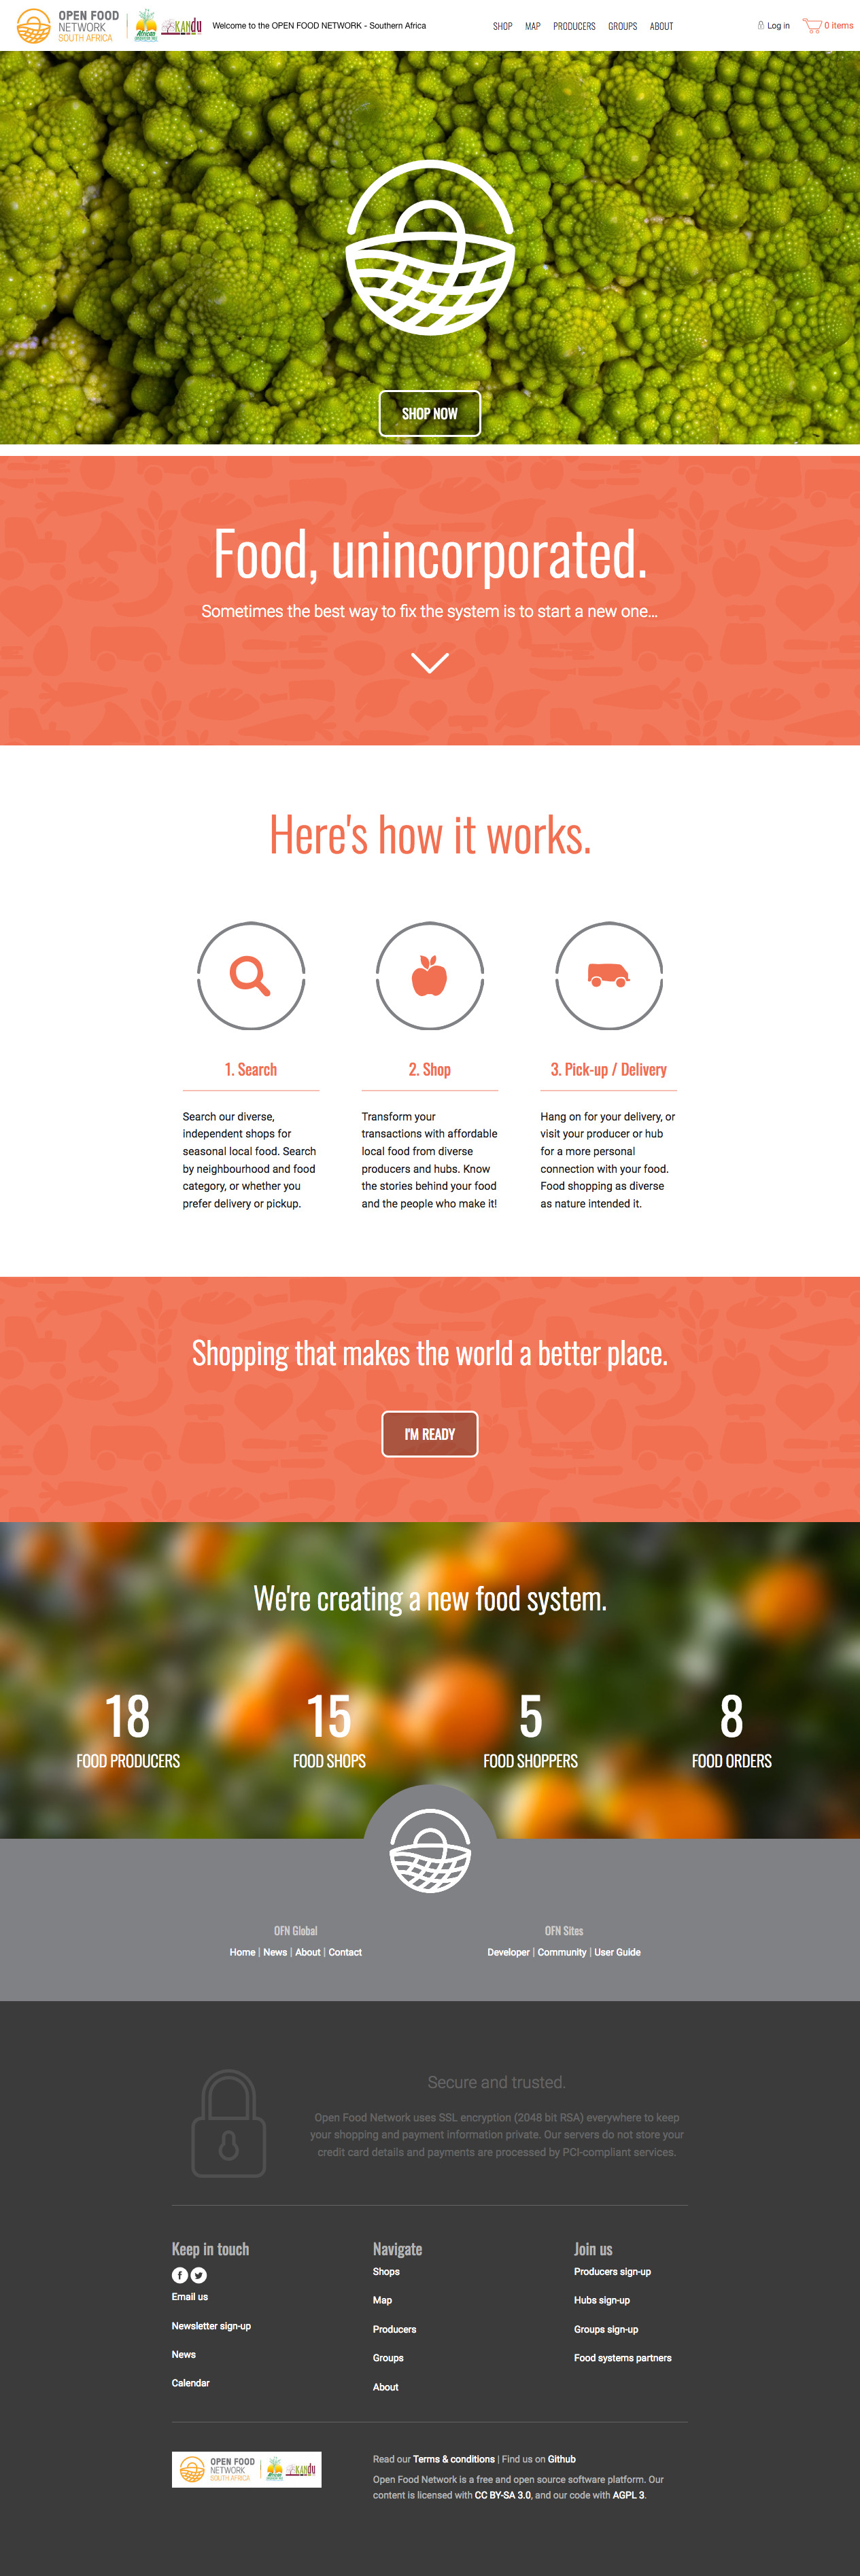 OPEN FOOD
NETWORK
SOUTH AFRICA
African
KANdu
Welcome to the OPEN FOOD NETWORK - Southern Africa
SHOP MAP PRODUCERS GROUPS ABOUT
Log in
0 items
SHOP NOW
Food, unincorporated.
Sometimes the best way to fix the system is to start a new one...
Here's how it works.
1. Search
Search our diverse,
independent shops for
seasonal local food. Search
by neighbourhood and food
category, or whether you
prefer delivery or pickup.
2. Shop
Transform your
transactions with affordable
local food from diverse
producers and hubs. Know
the stories behind your food
and the people who make it!
3. Pick-up / Delivery
Hang on for your delivery, or
visit your producer or hub
for a more personal
connection with your food.
Food shopping as diverse
as nature intended it.
Shopping that makes the world a better place.
I'M READY
We're creating a new food system.
18
FOOD PRODUCERS
15
FOOD SHOPS
5
FOOD SHOPPERS
8
FOOD ORDERS
OFN Global
Home | News | About | Contact
OFN Sites
Developer | Community | User Guide
Secure and trusted.
Open Food Network uses SSL encryption (2048 bit RSA) everywhere to keep
your shopping and payment information private. Our servers do not store your
credit card details and payments are processed by PCI-compliant services.
Keep in touch
Email us
Newsletter sign-up
News
Calendar
Navigate
Shops
Map
Producers
Groups
About
Join us
Producers sign-up
Hubs sign-up
Groups sign-up
Food systems partners
OPEN FOOD
NETWORK
SOUTH AFRICA
KANdu
Read our Terms & conditions | Find us on Github
Open Food Network is a free and open source software platform. Our
content is licensed with CC BY-SA 3.0, and our code with AGPL 3.